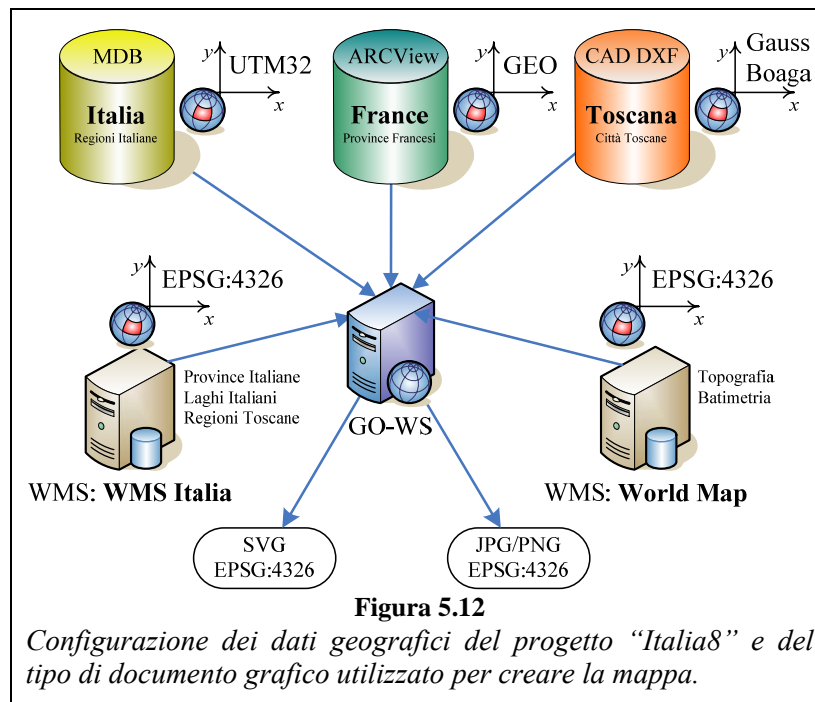 MDB
Italia
Regioni Italiane
y
x
UTM32
ARCView
France
Province Francesi
y
x
GEO
CAD DXF
Toscana
Città Toscane
y
x
Gauss
Boaga
y
x
EPSG:4326
Province Italiane
Laghi Italiani
Regioni Toscane
WMS: WMS Italia
GO-WS
y
x
EPSG:4326
Topografia
Batimetria
WMS: World Map
SVG
EPSG:4326
JPG/PNG
EPSG:4326
Figura 5.12
Configurazione dei dati geografici del progetto “Italia8” e del
tipo di documento grafico utilizzato per creare la mappa.